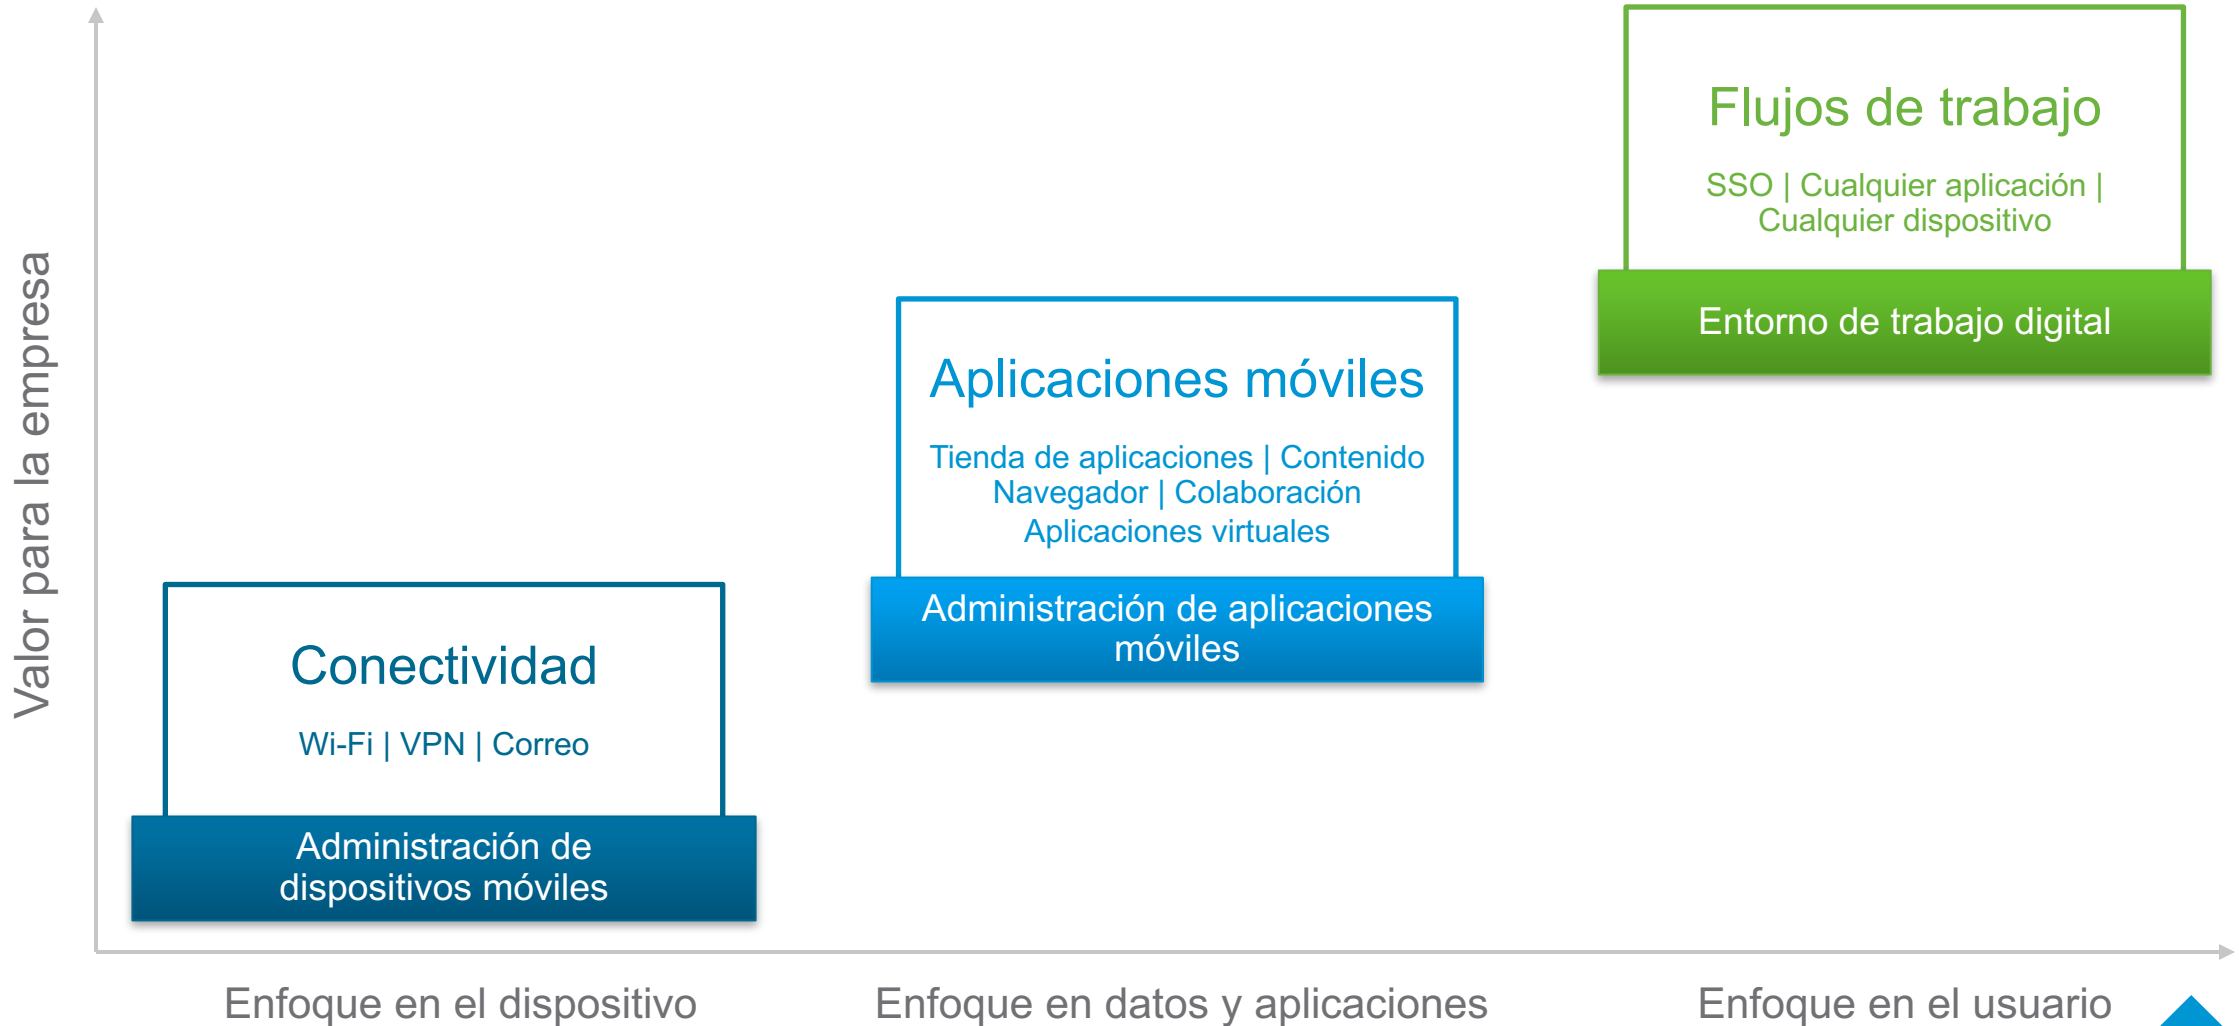 Valor para la empresa
Conectividad
Wi-Fi | VPN | Correo
Administración de
dispositivos móviles
Enfoque en el dispositivo
Aplicaciones móviles
Tienda de aplicaciones | Contenido
Navegador | Colaboración
Aplicaciones virtuales
Administración de aplicaciones
móviles
Enfoque en datos y aplicaciones
Flujos de trabajo
SSO | Cualquier aplicación |
Cualquier dispositivo
Entorno de trabajo digital
Enfoque en el usuario